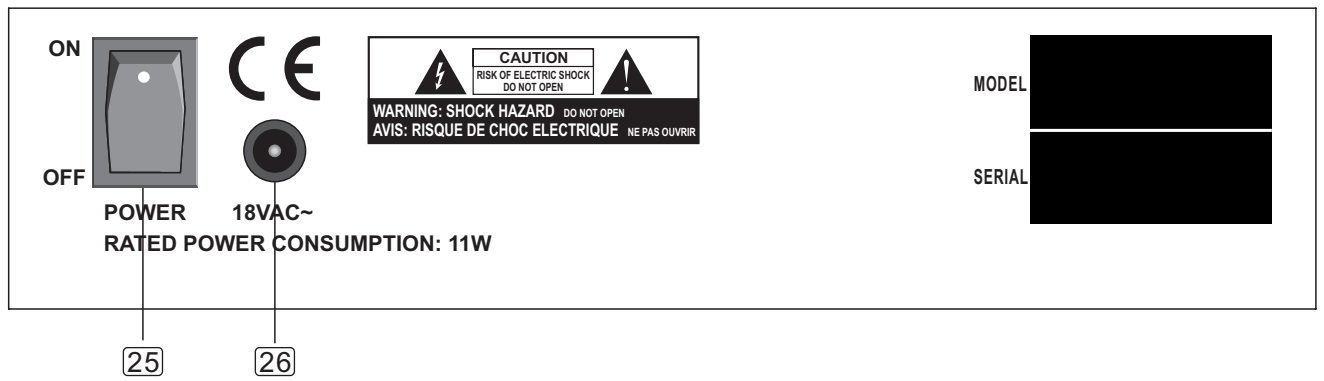 ON
CE
CAUTION
RISK OF ELECTRIC SHOCK
DO NOT OPEN
WARNING: SHOCK HAZARD DO NOT OPEN
AVIS: RISQUE DE CHOC ELECTRIQUE NE PAS OUVRIR
MODEL
SERIAL
OFF
POWER
18VAC~
RATED POWER CONSUMPTION: 11W
25
26